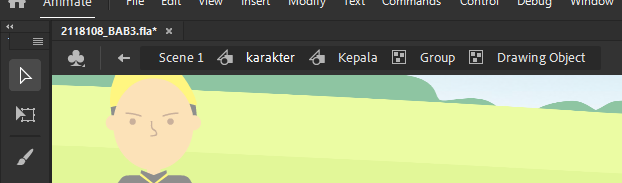 Animate File Edit View Insert Modify Text Commands Control Debug Window
2118108_BAB3.fla* ×
Scene 1 karakter Kepala Group Drawing Object